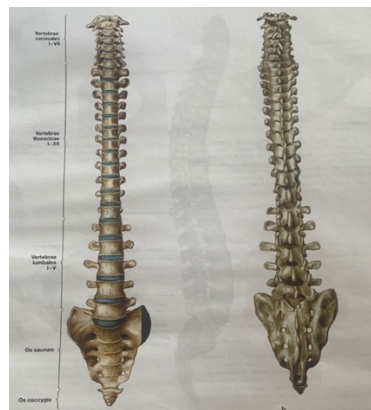 Vertebrae
cervicales
I-VII
Vertebrae
thoracicae
I-XII
Vertebrae
lumbales
I-V
Os sacrum
Os coccygis
b